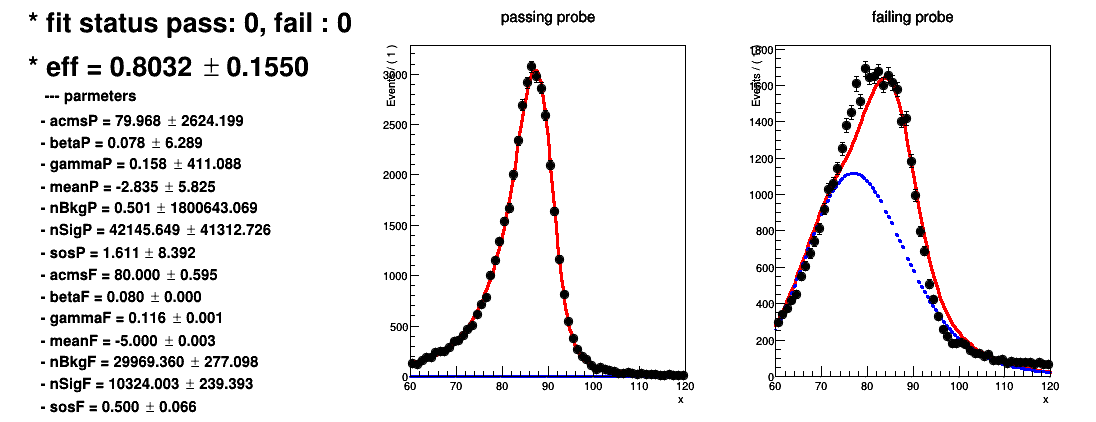 * fit status pass: 0, fail : 0
* eff = 0.8032 ± 0.1550
--- parmeters
- acmsP = 79.968 ± 2624.199
- betaP = 0.078 ± 6.289
- gammaP = 0.158 ± 411.088
- meanP = -2.835 ± 5.825
- nBkgP = 0.501 ± 1800643.069
- nSigP = 42145.649 ± 41312.726
- sosP = 1.611 ± 8.392
- acmsF = 80.000 ± 0.595
- betaF = 0.080 ± 0.000
- gammaF = 0.116 ± 0.001
- meanF = -5.000 ± 0.003
- nBkgF = 29969.360 ± 277.098
- nSigF = 10324.003 ± 239.393
- sosF = 0.500 ± 0.066
passing probe
Events / ( 1 )
3000
2500
2000
1500
1000
500
0
60 70 80 90 100 110 120
x
failing probe
Events / ( 1 )
1800
1600
1400
1200
1000
800
600
400
200
0
60 70 80 90 100 110 120
x